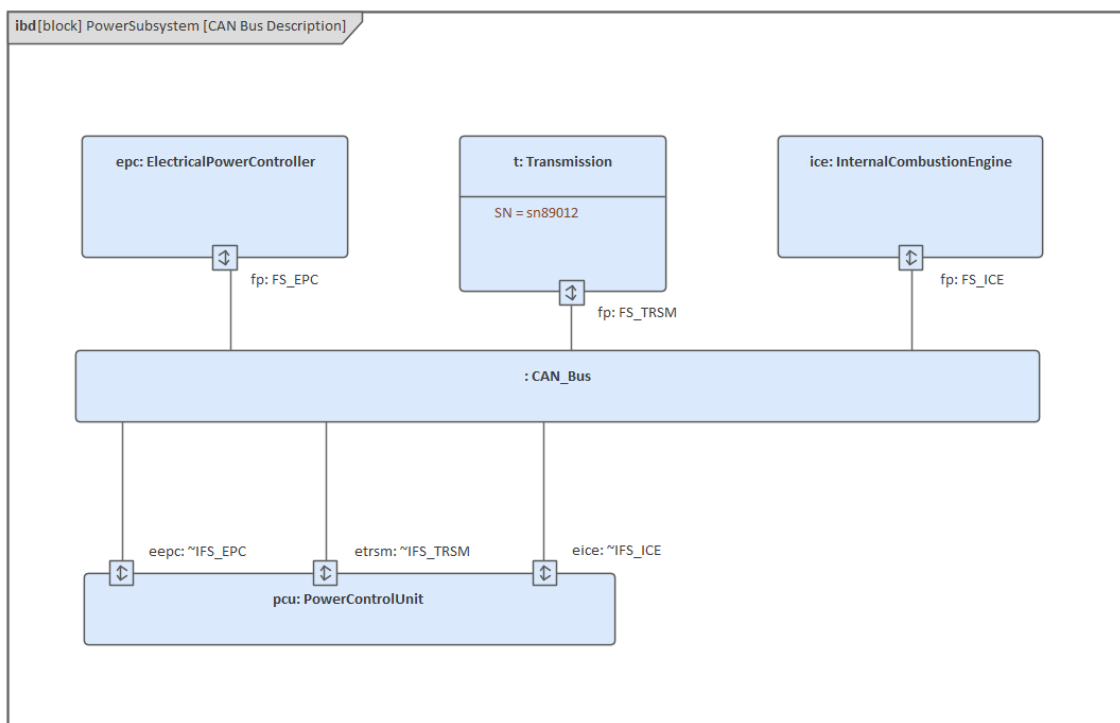 ibd[block] PowerSubsystem [CAN Bus Description]
epc: ElectricalPowerController
t: Transmission
ice: InternalCombustionEngine
SN = sn89012
fp: FS_EPC
fp: FS_ICE
fp: FS_TRSM
: CAN_Bus
eepc: ~IFS_EPC
etrsm: ~IFS_TRSM
eice: ~IFS_ICE
pcu: PowerControlUnit